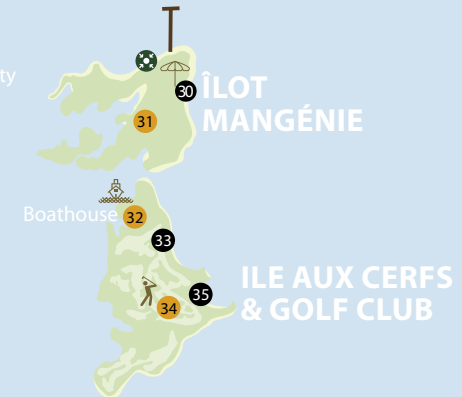 ty
30 ÎLOT
31 MANGÉNIE
Boathouse 32
33
35 ILE AUX CERFS
34 & GOLF CLUB